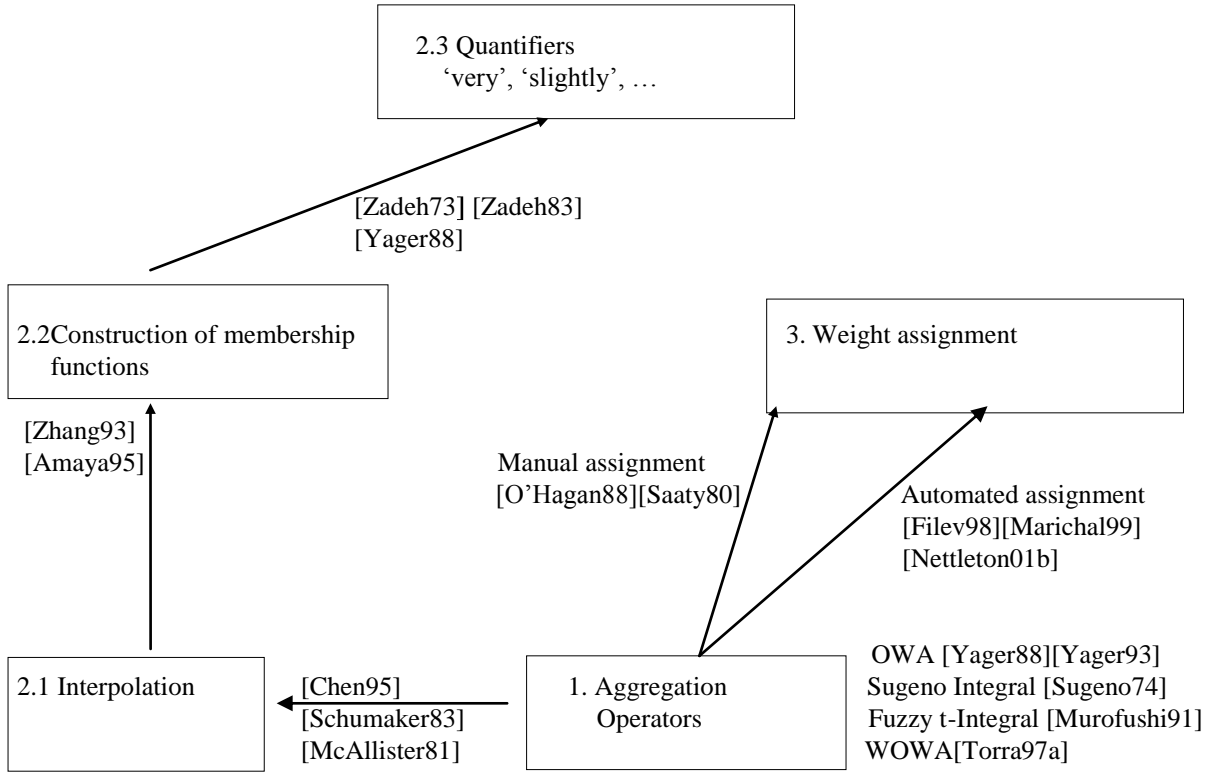 2.3 Quantifiers
‘very’, ‘slightly’, …
[Zadeh73] [Zadeh83]
[Yager88]
2.2Construction of membership
functions
3. Weight assignment
[Zhang93]
[Amaya95]
Manual assignment
[O’Hagan88][Saaty80]
Automated assignment
[Filev98][Marichal99]
[Nettleton01b]
2.1 Interpolation
[Chen95]
[Schumaker83]
[McAllister81]
1. Aggregation
Operators
OWA [Yager88][Yager93]
Sugeno Integral [Sugeno74]
Fuzzy t-Integral [Murofushi91]
WOWA[Torra97a]